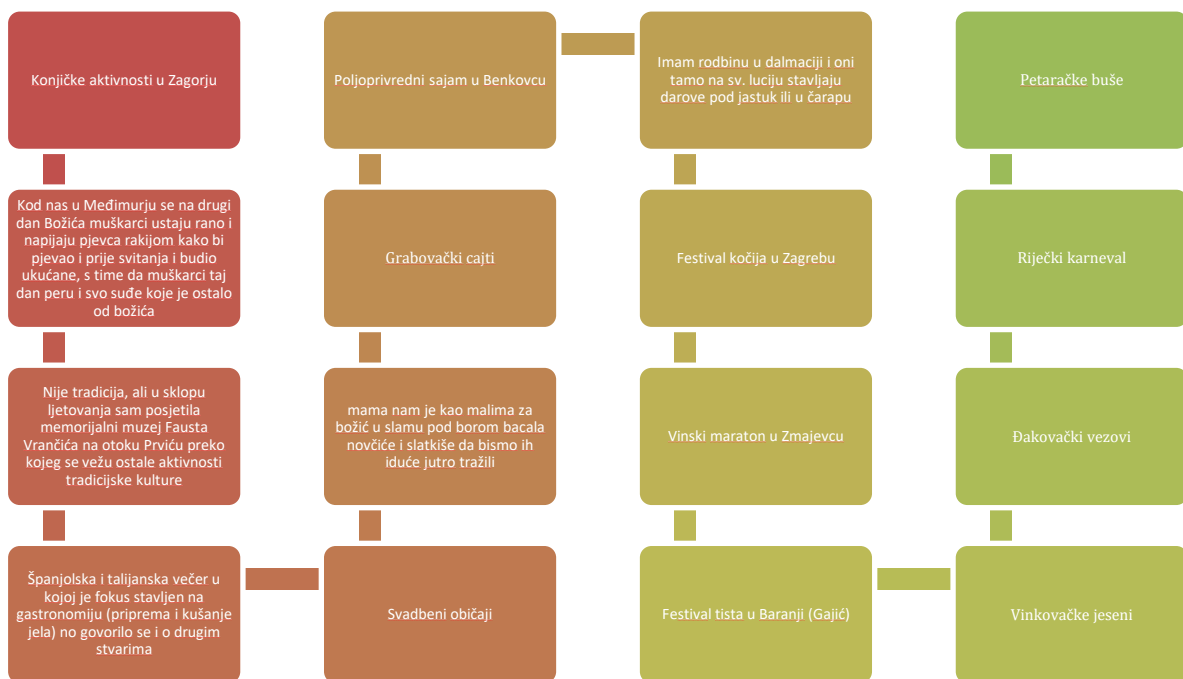 Konjičke aktivnosti u Zagorju
Kod nas u Međimurju se na drugi
dan Božića muškarci ustaju rano i
napijaju pjevca rakijom kako bi
pjevao i prije svitanja i budio
ukućane, s time da muškarci taj
dan peru i svo suđe koje je ostalo
od božića
Nije tradicija, ali u sklopu
ljetovanja sam posjetila
memorijalni muzej Fausta
Vrančića na otoku Prviću preko
kojeg se vežu ostale aktivnosti
tradicijske kulture
Španjolska i talijanska večer u
kojoj je fokus stavljen na
gastronomiju (priprema i kušanje
jela) no govorilo se i o drugim
stvarima
Svadbeni običaji
mama nam je kao malima za
božić u slamu pod borom bacala
novčiće i slatkiše da bismo ih
iduće jutro tražili
Grabovački cajti
Poljoprivredni sajam u Benkovcu
Imam rodbinu u dalmaciji i oni
tamo na sv. luciju stavljaju
darove pod jastuk ili u čarapu
Festival kočija u Zagrebu
Vinski maraton u Zmajevcu
Festival tista u Baranji (Gajić)
Vinkovačke jeseni
Đakovački vezovi
Riječki karneval
Petaračke buše